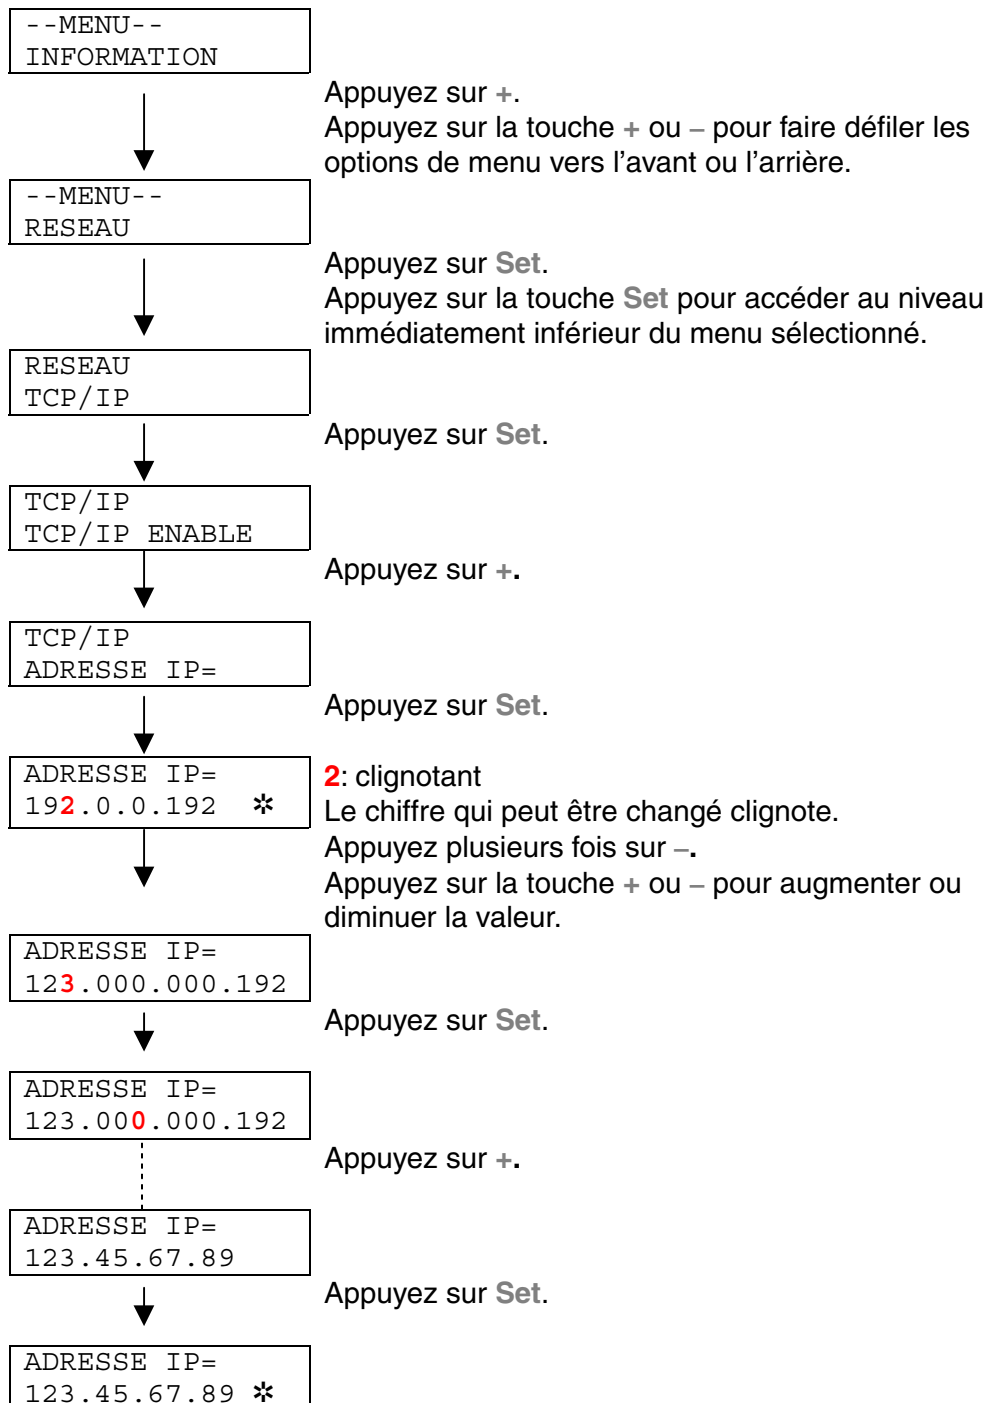 --MENU--
INFORMATION
Appuyez sur +.
Appuyez sur la touche + ou – pour faire défiler les
options de menu vers l'avant ou l'arrière.
--MENU--
RESEAU
Appuyez sur Set.
Appuyez sur la touche Set pour accéder au niveau
immédiatement inférieur du menu sélectionné.
RESEAU
TCP/IP
Appuyez sur Set.
TCP/IP
TCP/IP ENABLE
Appuyez sur +.
TCP/IP
ADRESSE IP=
Appuyez sur Set.
ADRESSE IP=
192.0.0.192 ✲
2: clignotant
Le chiffre qui peut être changé clignote.
Appuyez plusieurs fois sur –.
Appuyez sur la touche + ou – pour augmenter ou
diminuer la valeur.
ADRESSE IP=
123.000.000.192
Appuyez sur Set.
ADRESSE IP=
123.000.000.192
Appuyez sur +.
ADRESSE IP=
123.45.67.89
Appuyez sur Set.
ADRESSE IP=
123.45.67.89 ✲